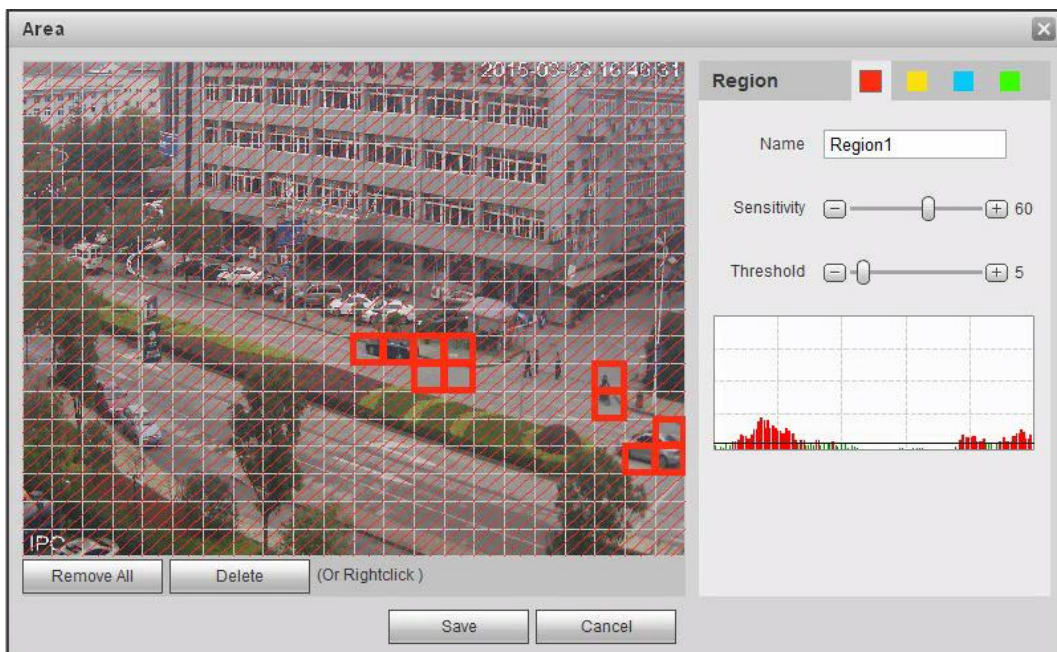 Area
2015-03-23 16:48:31
IPC
Region
Name
Region1
Sensitivity
60
Threshold
5
Remove All
Delete
(Or Rightclick )
Save
Cancel